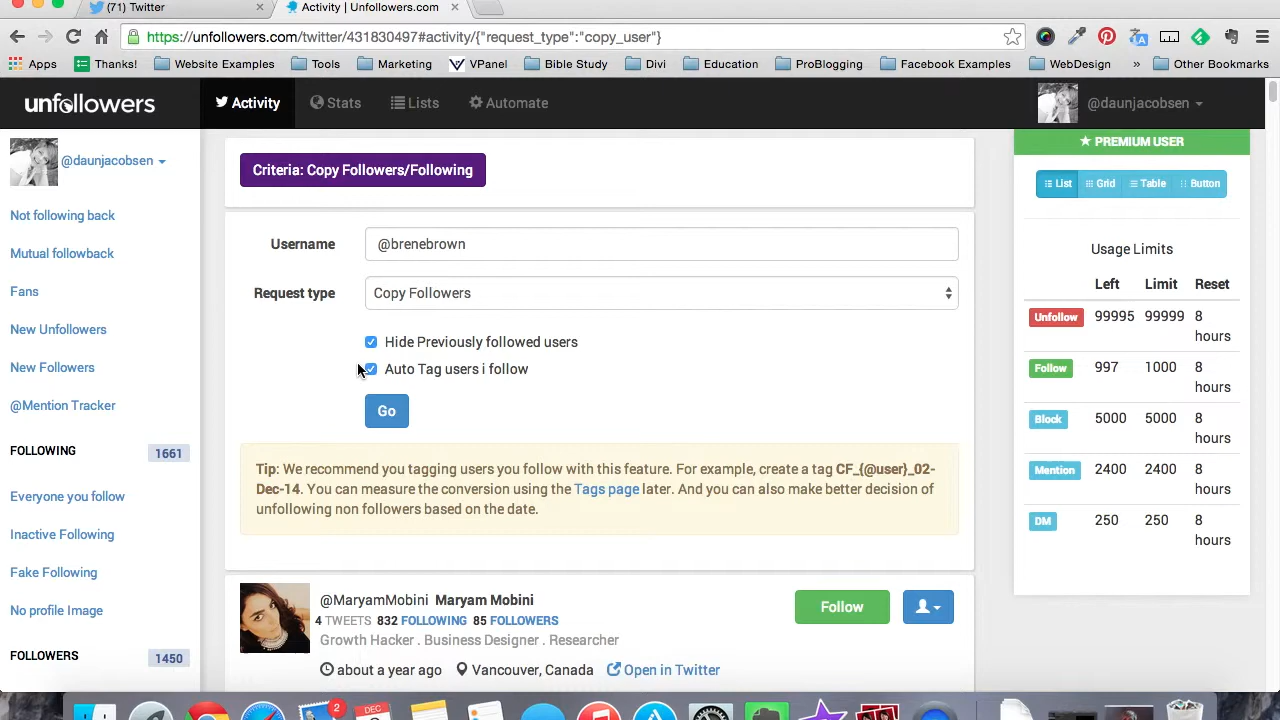 (71) Twitter
Activity | Unfollowers.com
https://unfollowers.com/twitter/431830497#activity/{"request_type":"copy_user"}
Apps
Thanks!
Website Examples
Tools
Marketing
VPanel
Bible Study
Divi
Education
ProBlogging
Facebook Examples
WebDesign
»
Other Bookmarks
unfollowers
Activity
Stats
Lists
Automate
@daunjacobsen
@daunjacobsen
Not following back
Mutual followback
Fans
New Unfollowers
New Followers
@Mention Tracker
FOLLOWING 1661
Everyone you follow
Inactive Following
Fake Following
No profile Image
FOLLOWERS 1450
Criteria: Copy Followers/Following
Username @brenebrown
Request type Copy Followers
Hide Previously followed users
Auto Tag users i follow
Go
Tip: We recommend you tagging users you follow with this feature. For example, create a tag CF_{@user}_02-
Dec-14. You can measure the conversion using the Tags page later. And you can also make better decision of
unfollowing non followers based on the date.
@MaryamMobini Maryam Mobini
4 TWEETS 832 FOLLOWING 85 FOLLOWERS
Growth Hacker . Business Designer . Researcher
about a year ago Vancouver, Canada Open in Twitter
Follow
★ PREMIUM USER
List Grid Table Button
Usage Limits
Left Limit Reset
Unfollow 99995 99999 8
hours
Follow 997 1000 8
hours
Block 5000 5000 8
hours
Mention 2400 2400 8
hours
DM 250 250 8
hours
2
DEC